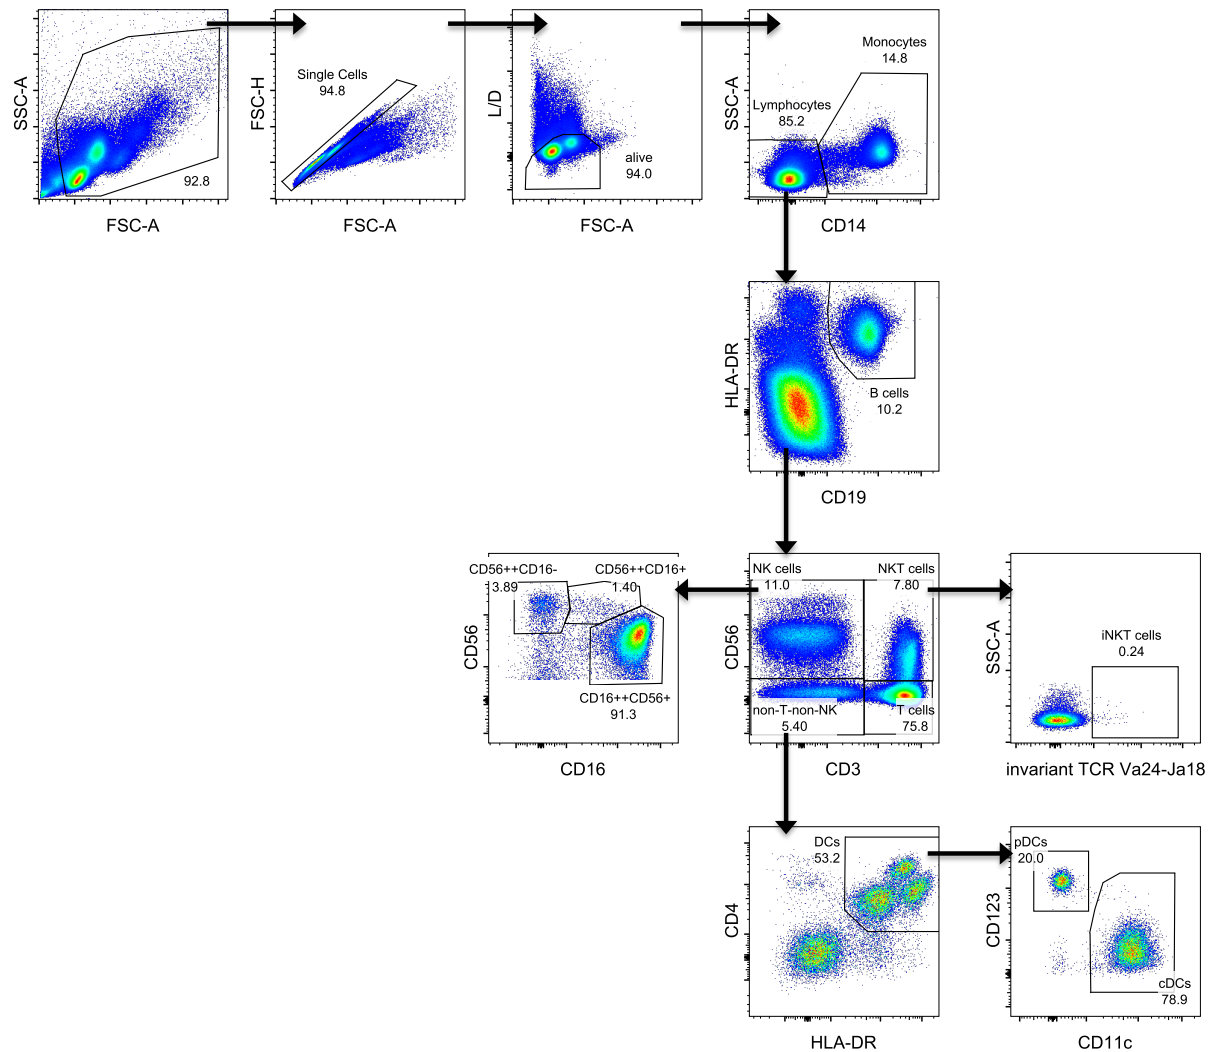 SSC-A
92.8
FSC-A
FSC-H
Single Cells
94.8
FSC-A
L/D
alive
94.0
FSC-A
SSC-A
Monocytes
14.8
Lymphocytes
85.2
CD14
HLA-DR
B cells
10.2
CD19
CD56
CD56++CD16-
3.89
CD56++CD16+
1.40
CD16++CD56+
91.3
CD16
CD56
NK cells
11.0
NKT cells
7.80
non-T-non-NK
5.40
T cells
75.8
CD3
SSC-A
iNKT cells
0.24
invariant TCR Va24-Ja18
CD4
DCs
53.2
HLA-DR
CD123
pDCs
20.0
cDCs
78.9
CD11c